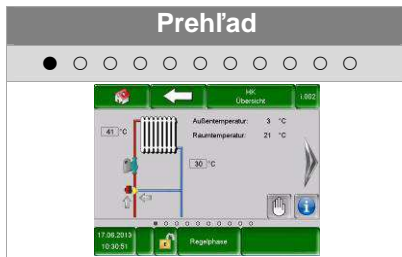 Prehľad
HK
Übersicht
i.002
41 °C
Außentemperatur: 3 °C
Raumtemperatur: 21 °C
30 °C
17.06.2013
10:30:51
Regelphase